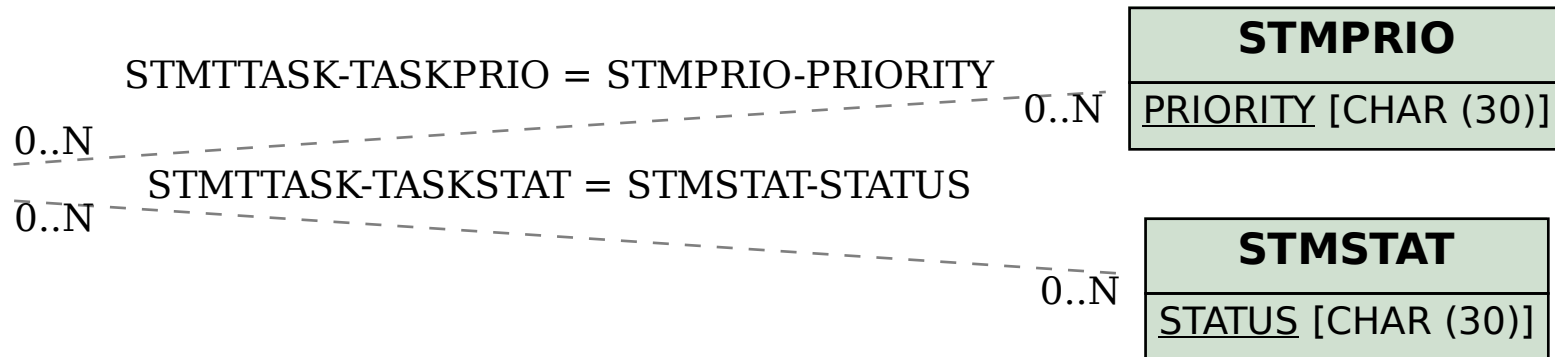 STMPRIO
STMTTASK-TASKPRIO = STMPRIO-PRIORITY
0..N
PRIORITY [CHAR (30)]
0..N
STMTTASK-TASKSTAT = STMSTAT-STATUS
0..N
STMSTAT
0..N
STATUS [CHAR (30)]